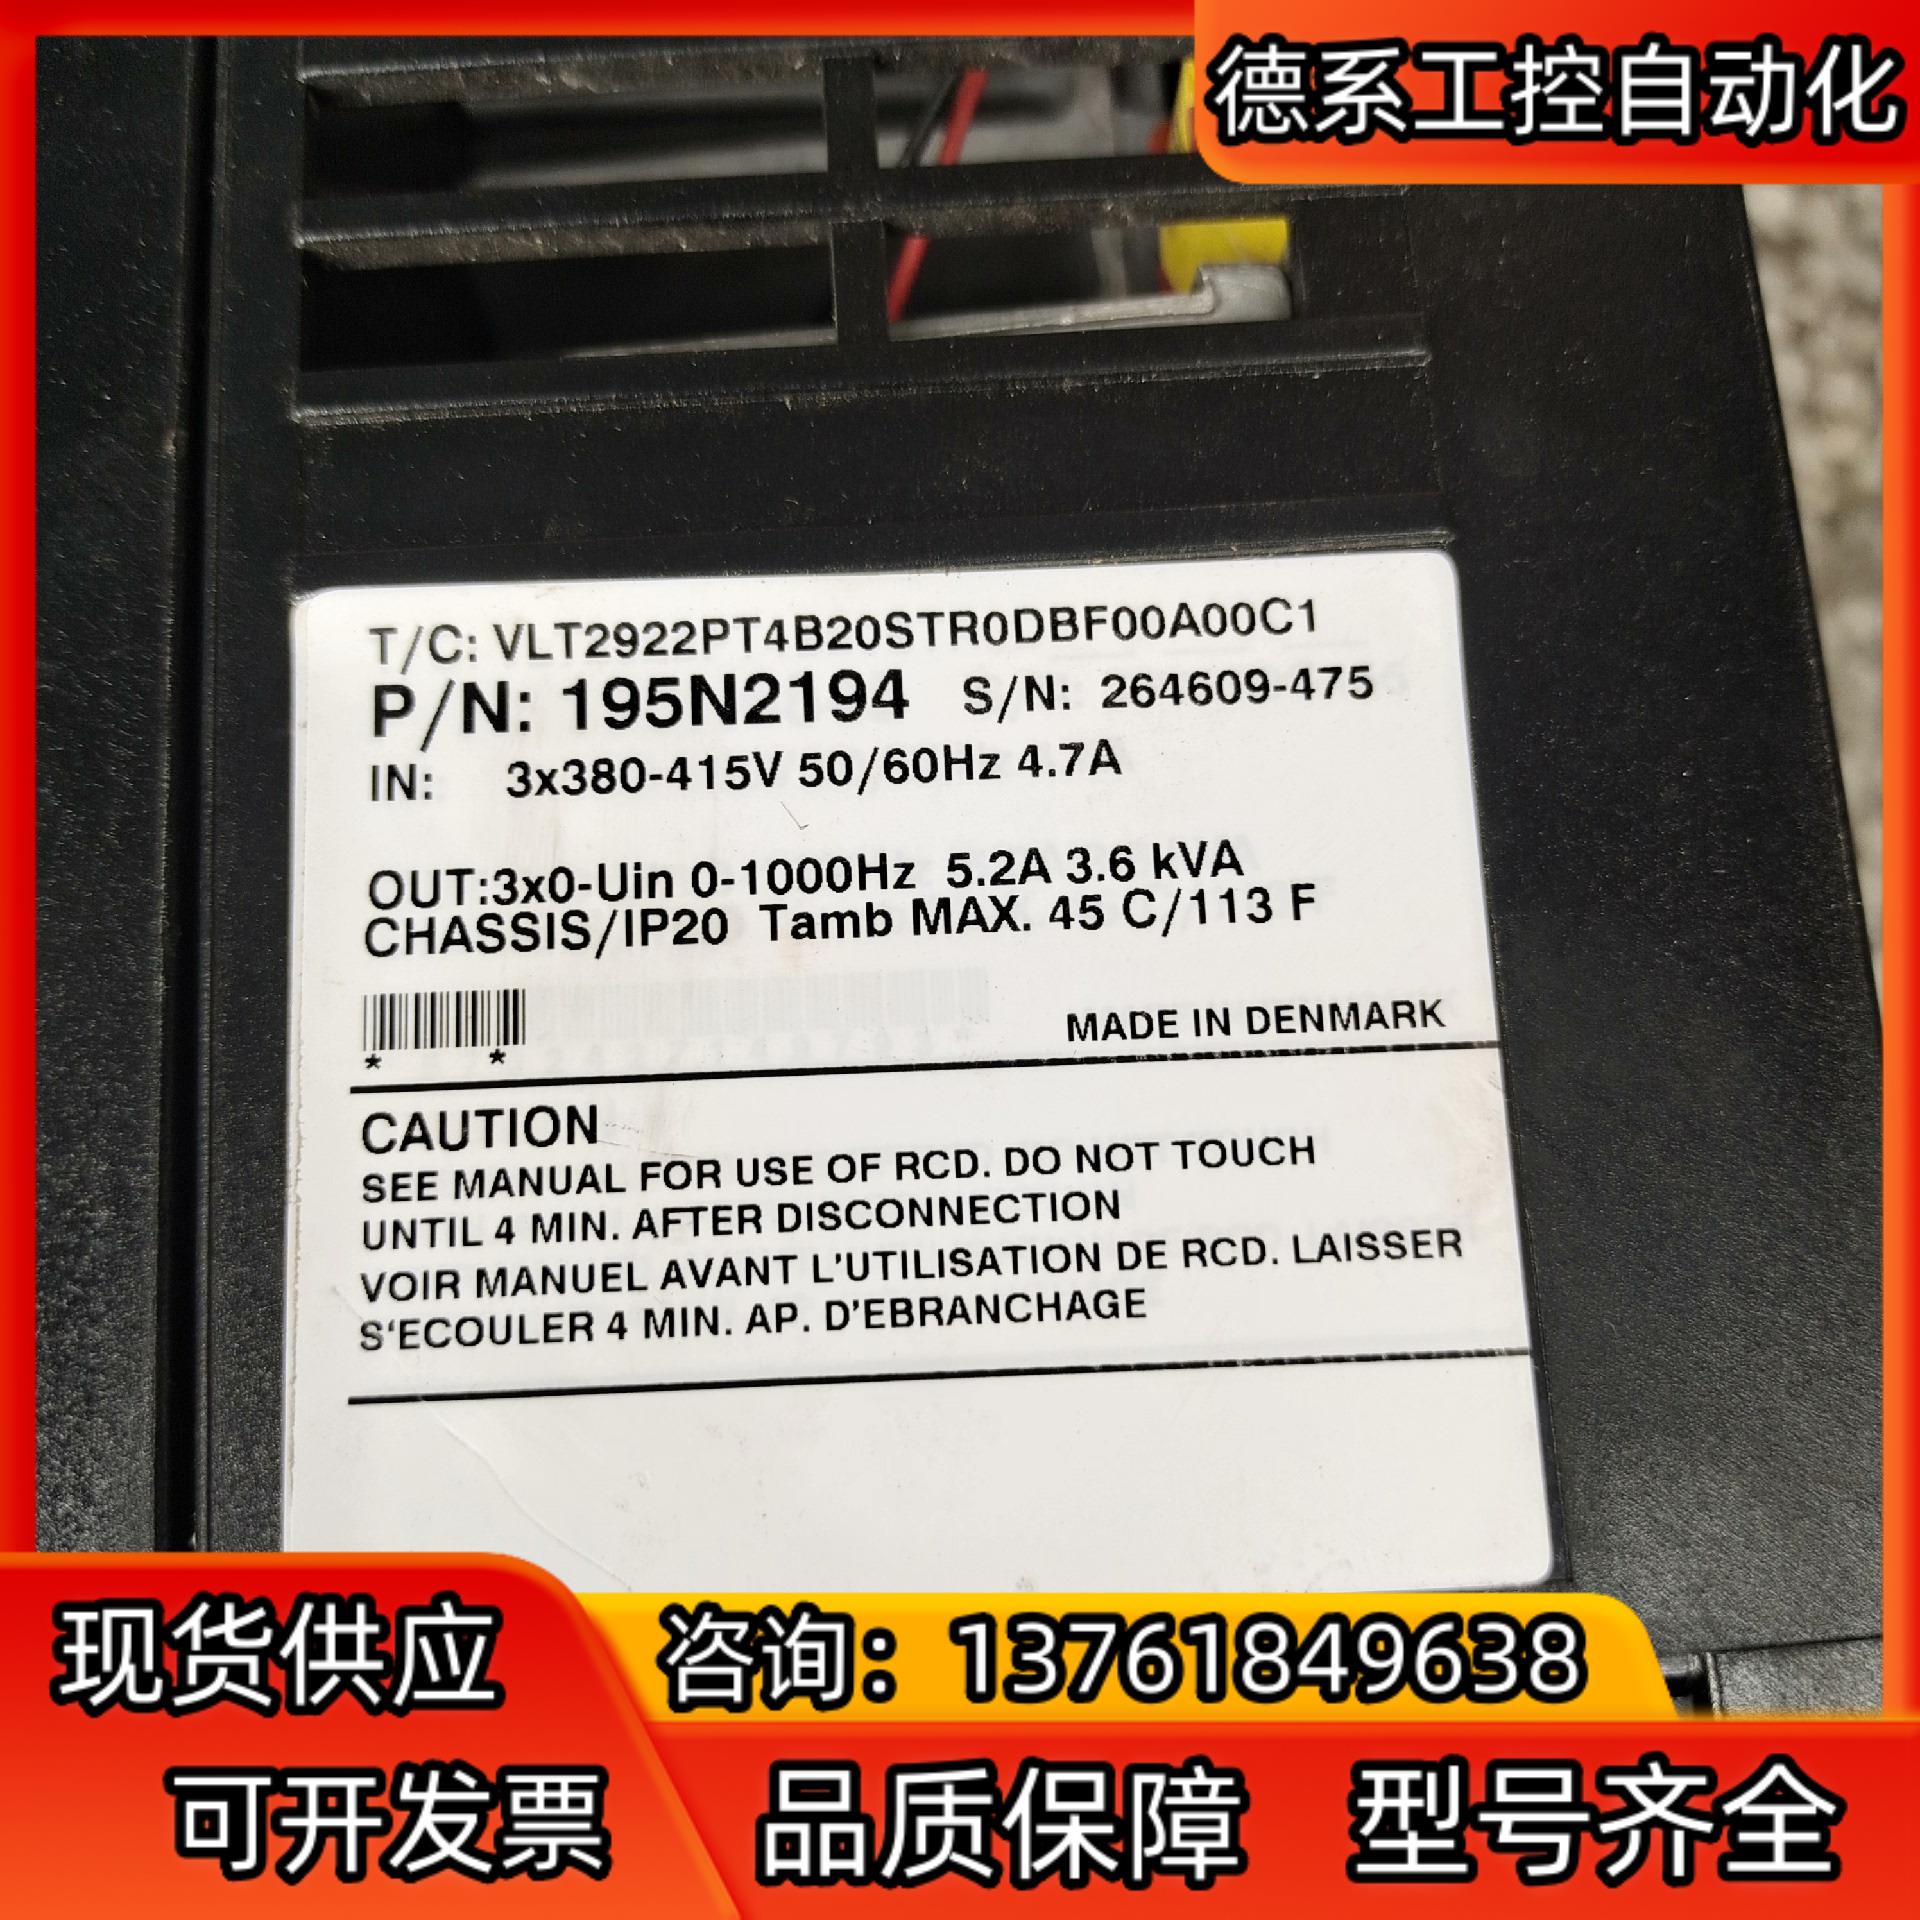 德系工控自动化
T/C: VLT2922PT4B20STR0DBF00A00C1
P/N: 195N2194 S/N: 264609-475
IN: 3x380-415V 50/60Hz 4.7A
OUT:3x0-Uin 0-1000Hz 5.2A 3.6 kVA
CHASSIS/IP20 Tamb MAX. 45 C/113 F
* *
MADE IN DENMARK
CAUTION
SEE MANUAL FOR USE OF RCD. DO NOT TOUCH
UNTIL 4 MIN. AFTER DISCONNECTION
VOIR MANUEL AVANT L'UTILISATION DE RCD. LAISSER
S'ECOULER 4 MIN. AP. D'EBRANCHAGE
现货供应
咨询：13761849638
可开发票
品质保障 型号齐全